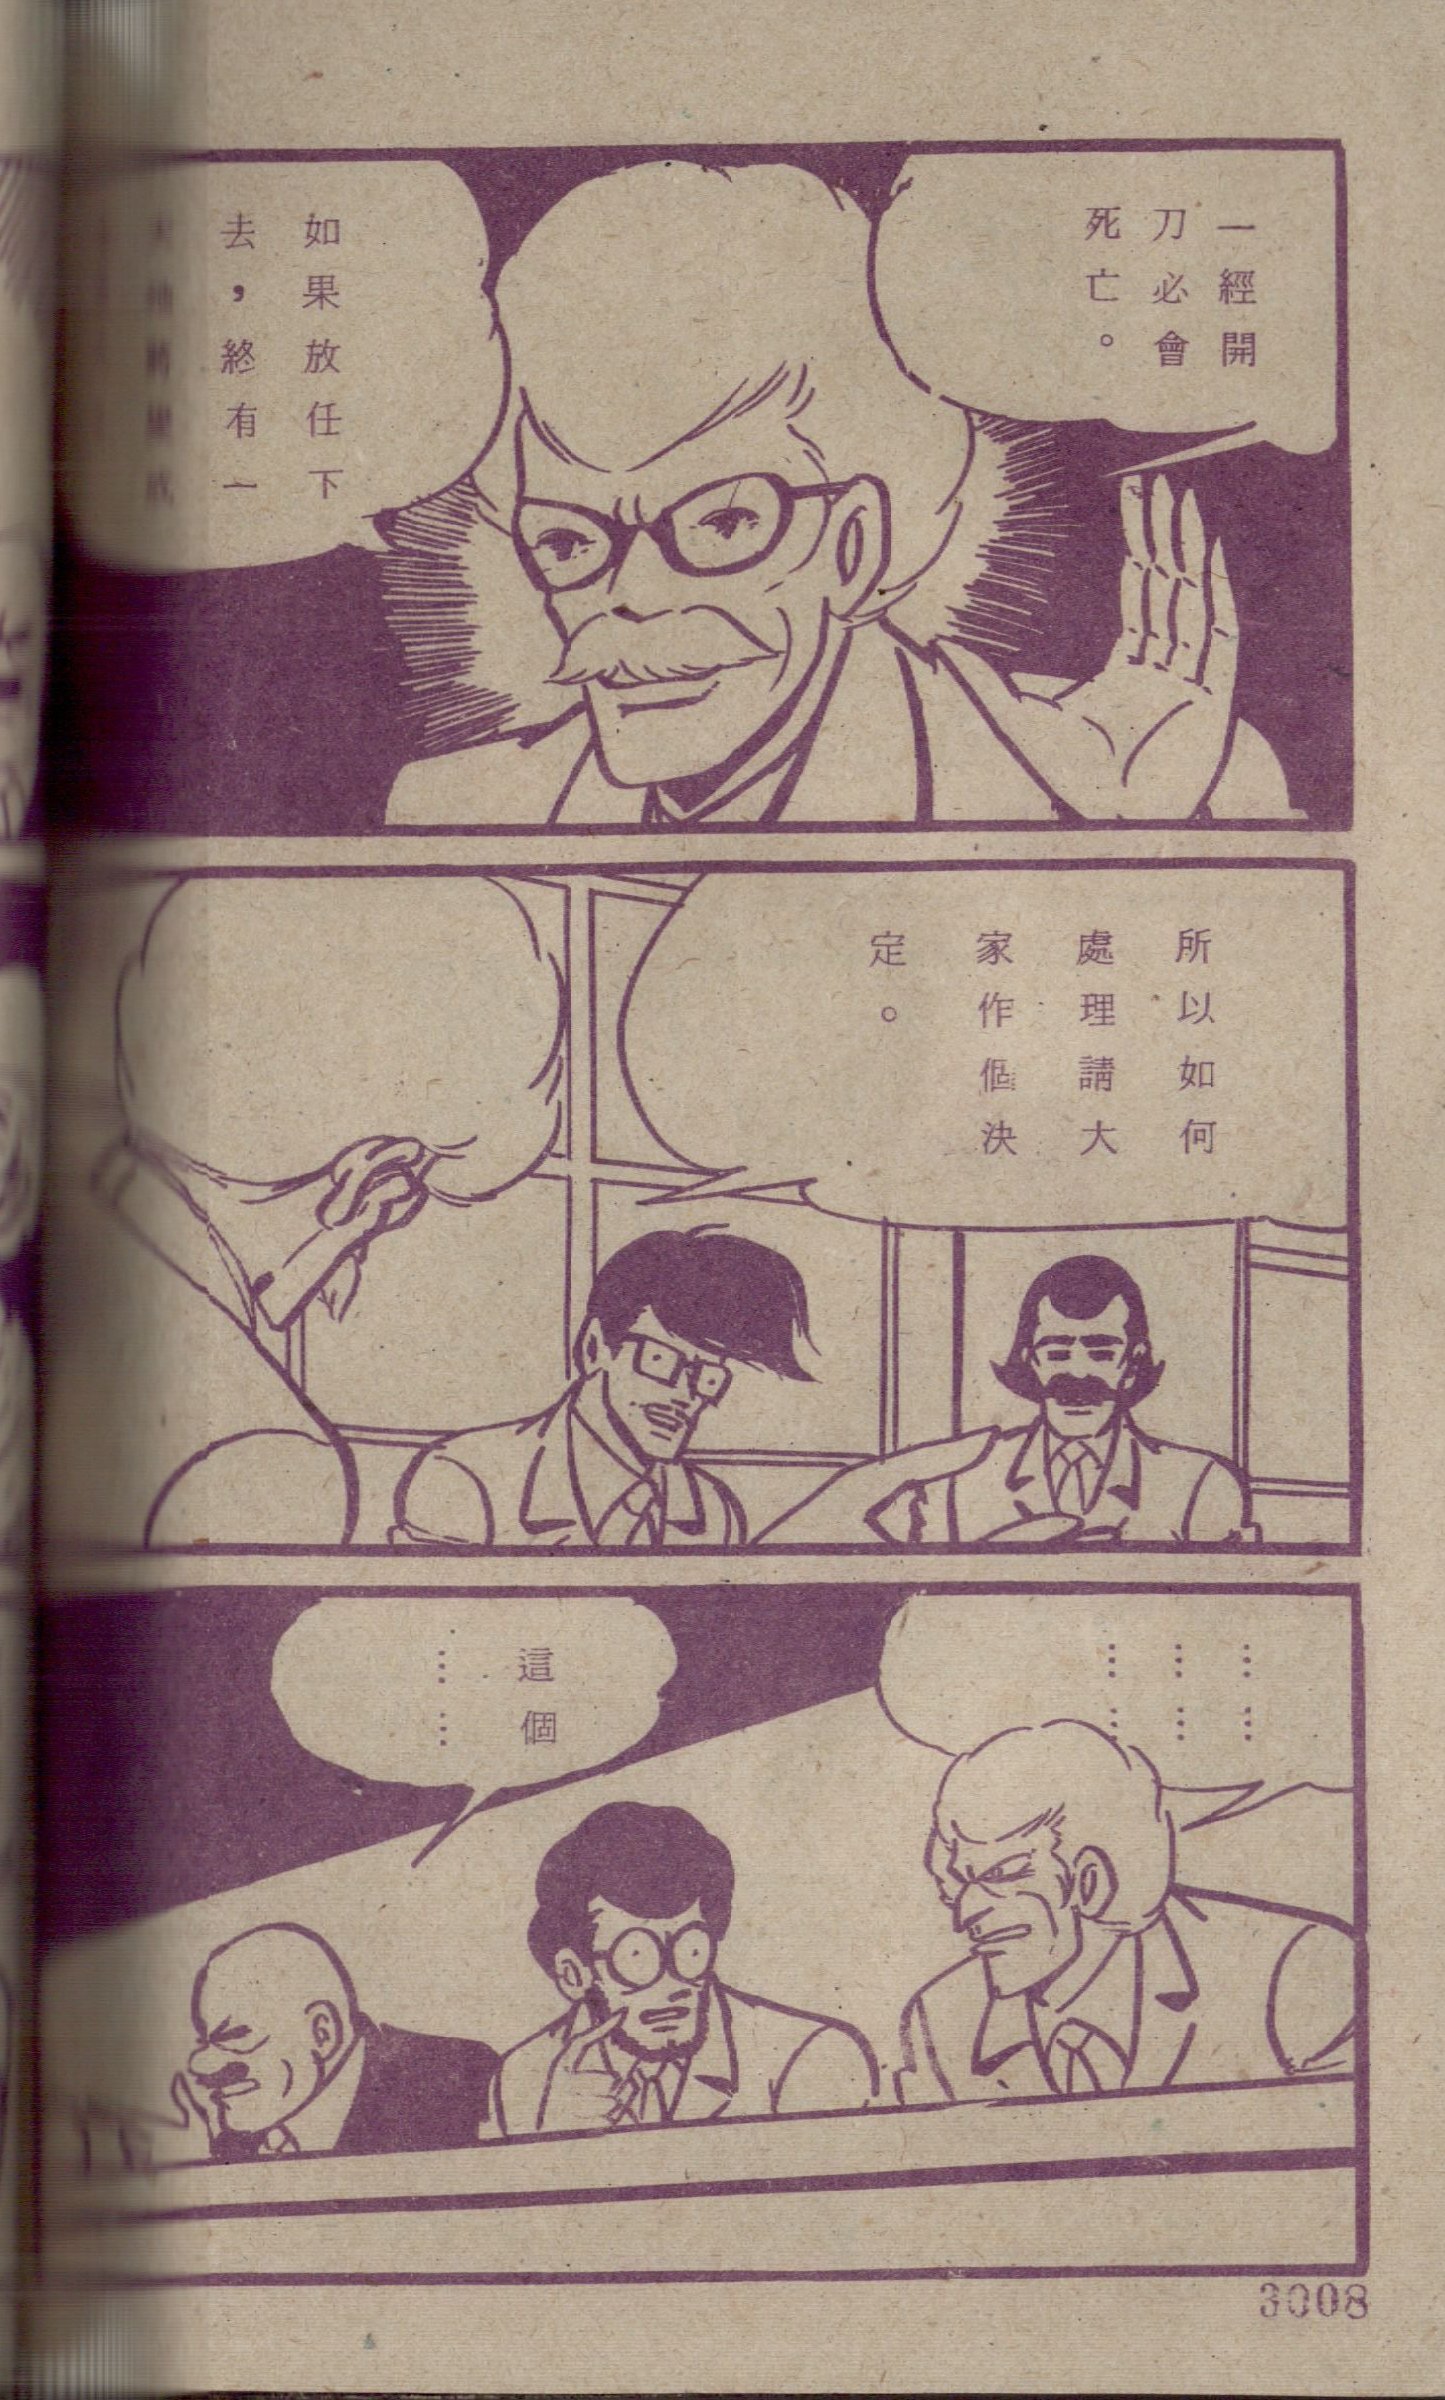 一經開
刀必會
死亡。
如果放任下
去，終有一
所以如何
處理請大
家作個決
定。
…………
…………
…………
這個
…………
3008